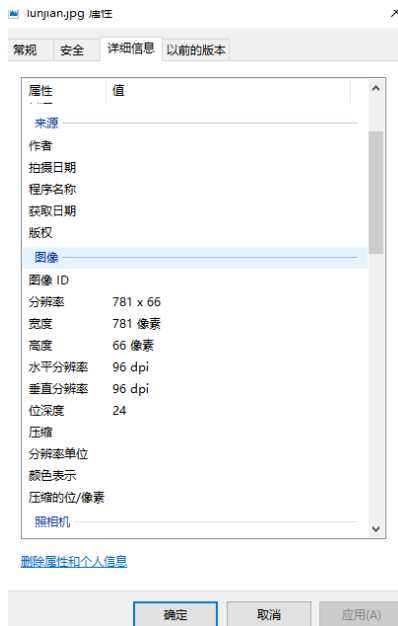 lunjian.jpg 属性
常规 安全 详细信息 以前的版本
属性 值
来源
作者
拍摄日期
程序名称
获取日期
版权
图像
图像 ID
分辨率 781 x 66
宽度 781 像素
高度 66 像素
水平分辨率 96 dpi
垂直分辨率 96 dpi
位深度 24
压缩
分辨率单位
颜色表示
压缩的位/像素
照相机
删除属性和个人信息
确定 取消 应用(A)